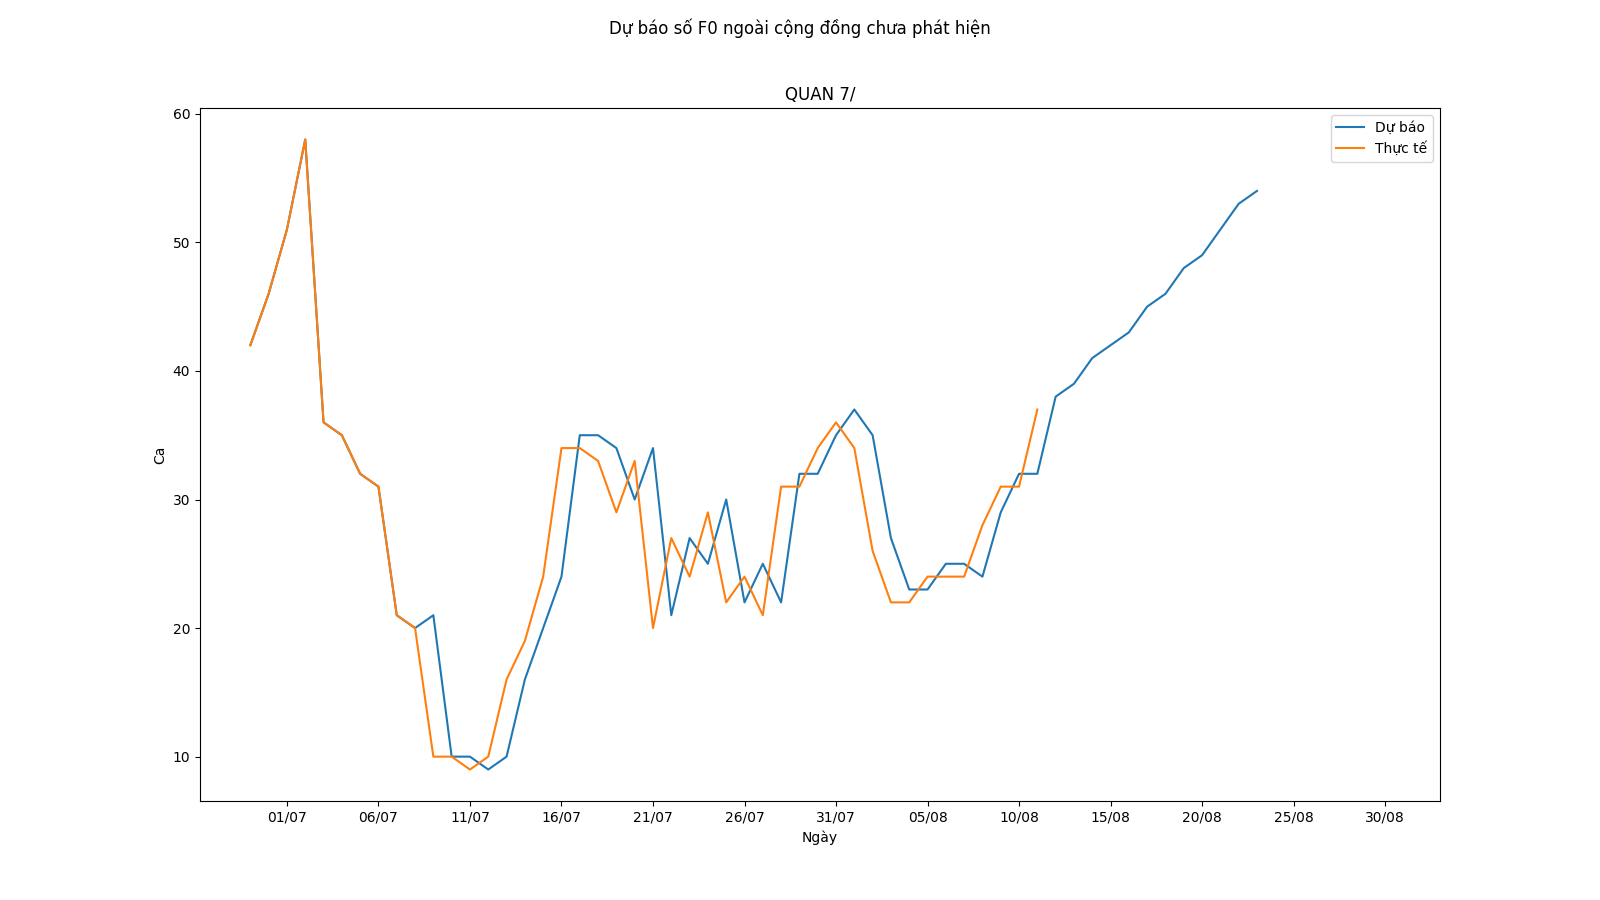 Dự báo số F0 ngoài cộng đồng chưa phát hiện
QUAN 7/
Dự báo
Thực tế
Ca
60
50
40
30
20
10
01/07 06/07 11/07 16/07 21/07 26/07 31/07 05/08 10/08 15/08 20/08 25/08 30/08
Ngày